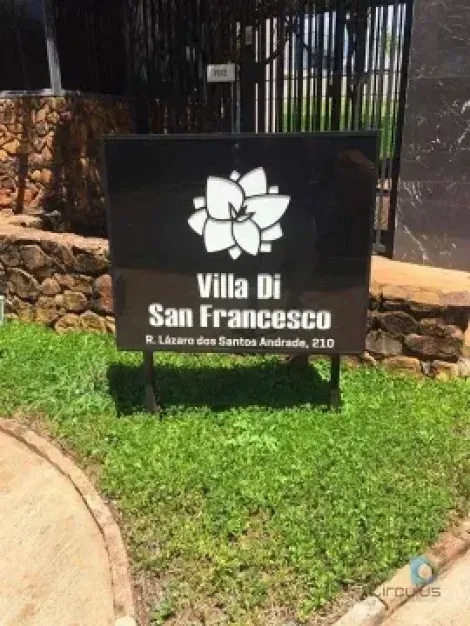 Villa Di
San Francesco
R. Lázaro dos Santos Andrade, 210
Circulus